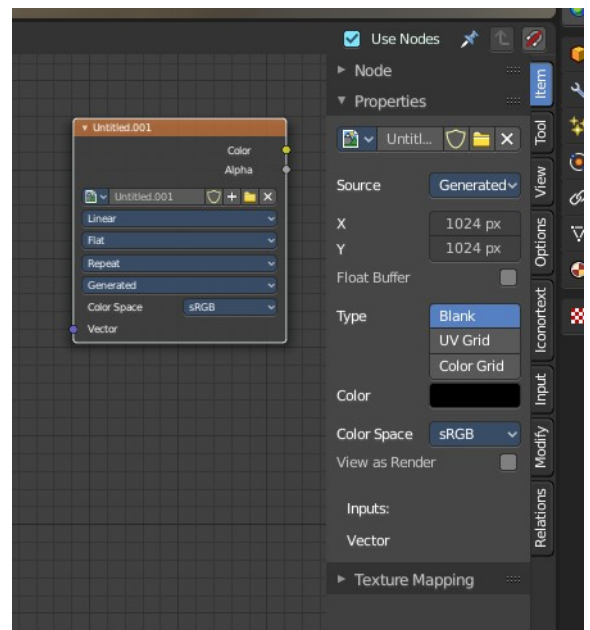 Use Nodes
Node
Properties
Untitled.001
Color
Alpha
Untitled.001
Linear
Flat
Repeat
Generated
Color Space sRGB
Vector
Untitl...
Source Generated
X 1024 px
Y 1024 px
Float Buffer
Type Blank
UV Grid
Color Grid
Color
Color Space sRGB
View as Render
Inputs:
Vector
Texture Mapping
Item
Tool
View
Options
Iconortext
Input
Modify
Relations